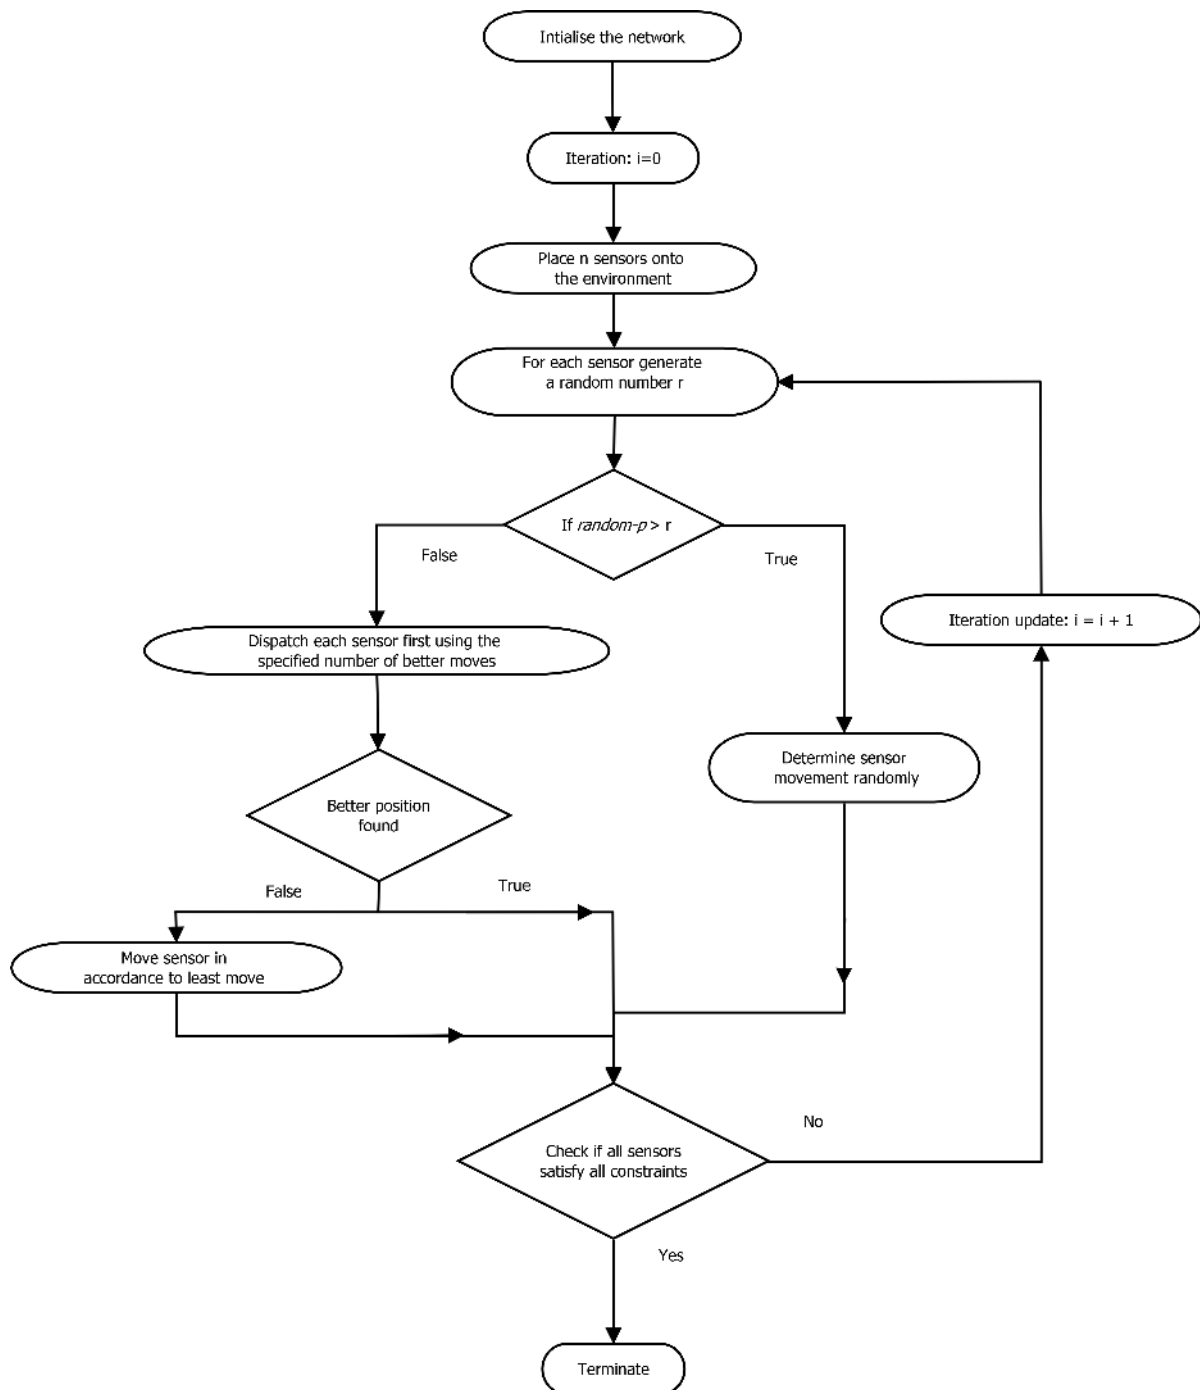 Intialise the network
Iteration: i=0
Place n sensors onto
the environment
For each sensor generate
a random number r
If random-p > r
False
True
Iteration update: i = i + 1
Dispatch each sensor first using the
specified number of better moves
Determine sensor
movement randomly
Better position
found
False
True
Move sensor in
accordance to least move
No
Check if all sensors
satisfy all constraints
Yes
Terminate